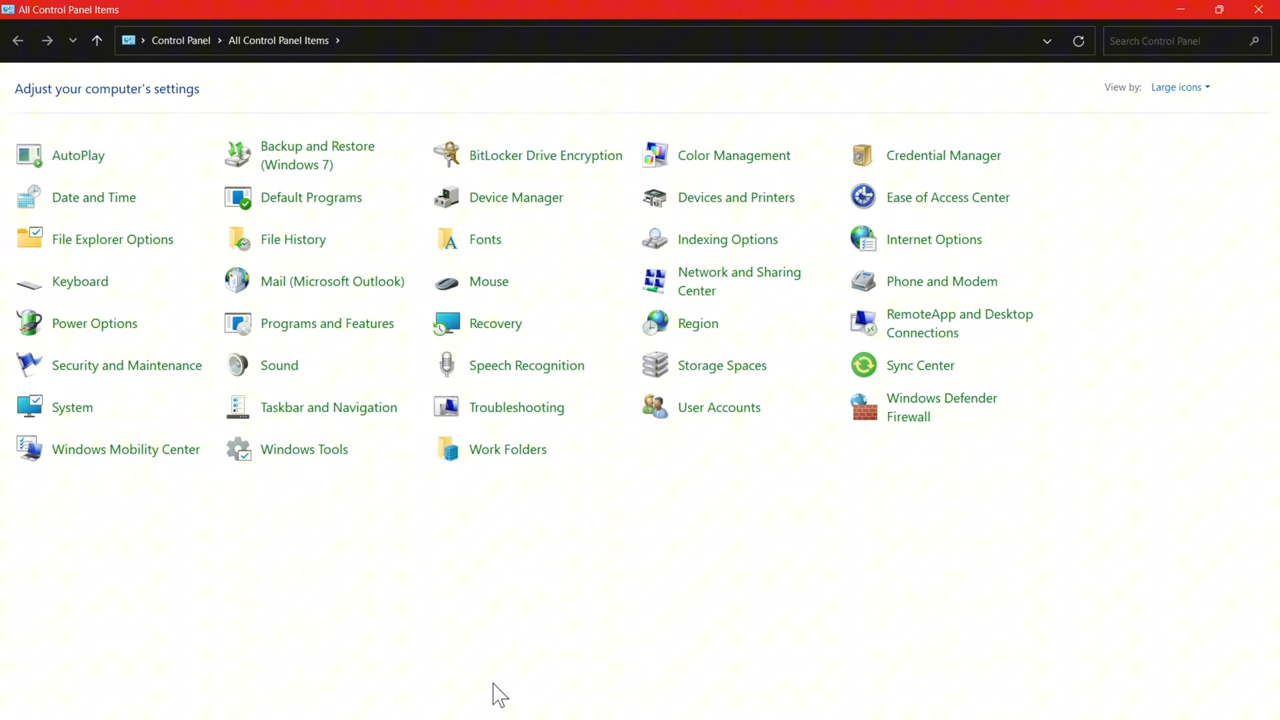 All Control Panel Items
Control Panel All Control Panel Items Search Control Panel
Adjust your computer's settings
View by: Large icons
AutoPlay
Backup and Restore
(Windows 7)
BitLocker Drive Encryption
Color Management
Credential Manager
Date and Time
Default Programs
Device Manager
Devices and Printers
Ease of Access Center
File Explorer Options
File History
Fonts
Indexing Options
Internet Options
Keyboard
Mail (Microsoft Outlook)
Mouse
Network and Sharing
Center
Phone and Modem
Power Options
Programs and Features
Recovery
Region
RemoteApp and Desktop
Connections
Security and Maintenance
Sound
Speech Recognition
Storage Spaces
Sync Center
System
Taskbar and Navigation
Troubleshooting
User Accounts
Windows Defender
Firewall
Windows Mobility Center
Windows Tools
Work Folders